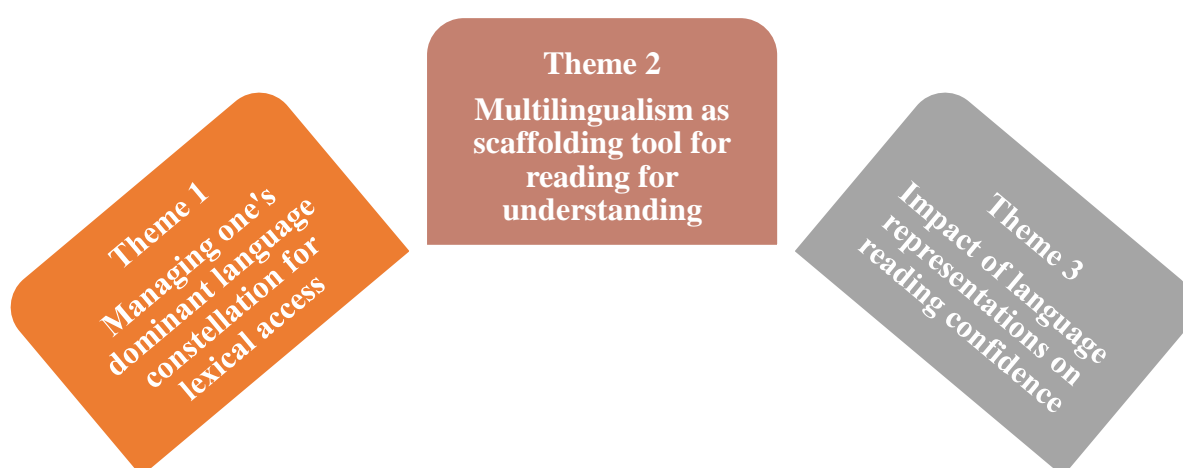 Theme 1
Managing one's
dominant language
constellation for
lexical access
Theme 2
Multilingualism as
scaffolding tool for
reading for
understanding
Theme 3
Impact of language
representations on
reading confidence